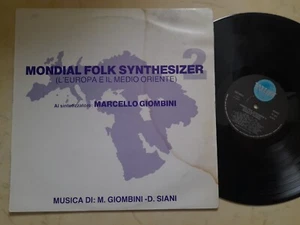 2
MONDIAL FOLK SYNTHESIZER
(L'EUROPA E IL MEDIO ORIENTE)
Al sintetizzatore: MARCELLO GIOMBINI
MUSICA DI: M. GIOMBINI - D. SIANI